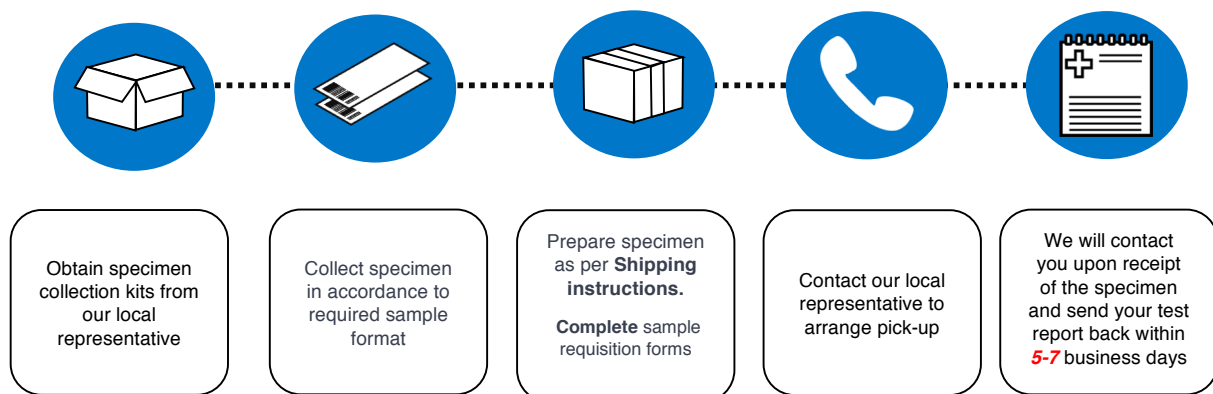 Obtain specimen
collection kits from
our local
representative
Collect specimen
in accordance to
required sample
format
Prepare specimen
as per Shipping
instructions.
Complete sample
requisition forms
Contact our local
representative to
arrange pick-up
We will contact
you upon receipt
of the specimen
and send your test
report back within
5-7 business days